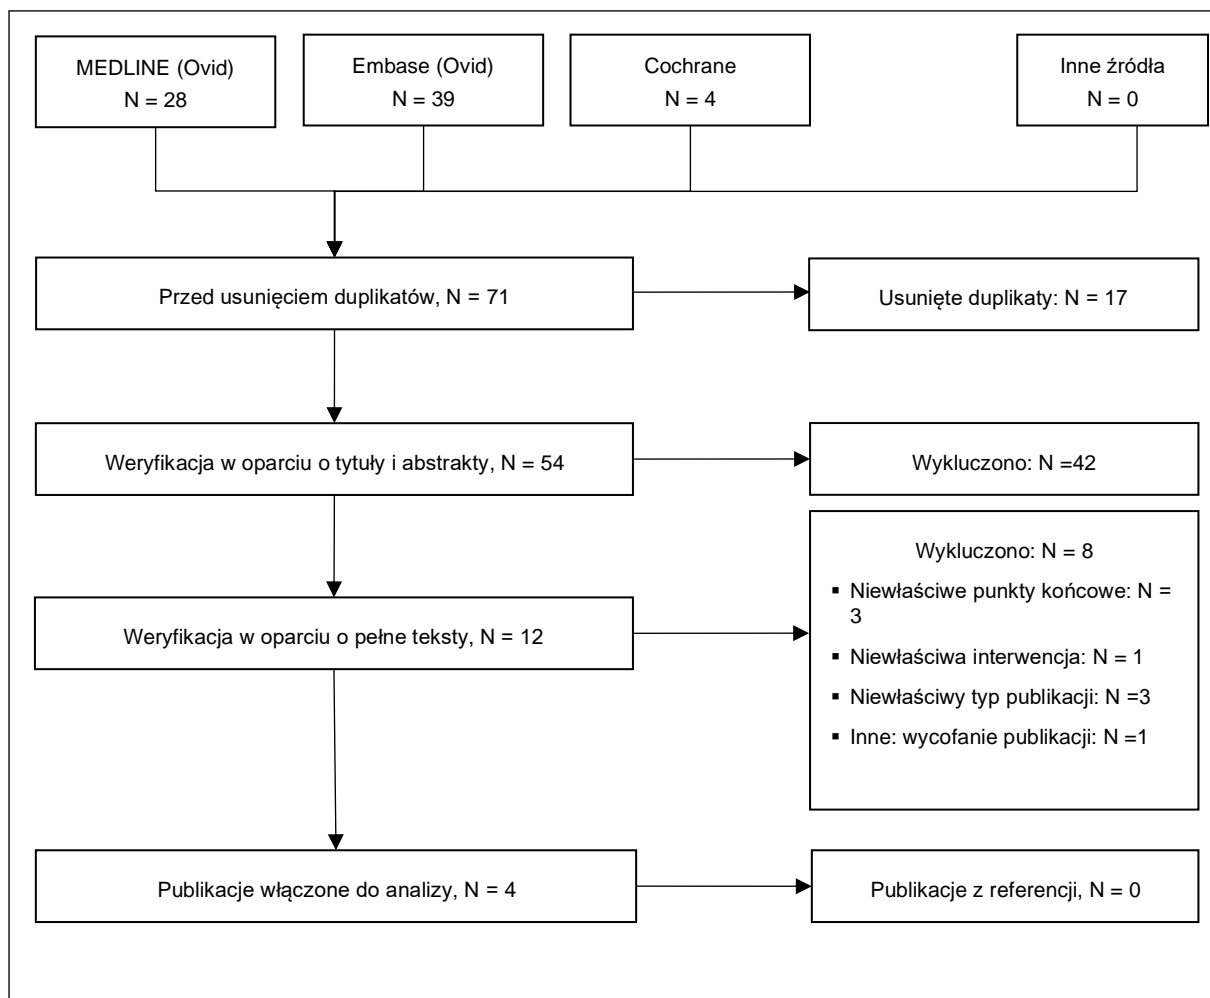 MEDLINE (Ovid)
N = 28
Embase (Ovid)
N = 39
Cochrane
N = 4
Inne źródła
N = 0
Przed usunięciem duplikatów, N = 71
Usunięte duplikaty: N = 17
Weryfikacja w oparciu o tytuły i abstrakty, N = 54
Wykluczono: N =42
Weryfikacja w oparciu o pełne teksty, N = 12
Wykluczono: N = 8
▪ Niewłaściwe punkty końcowe: N =
3
▪ Niewłaściwa interwencja: N = 1
▪ Niewłaściwy typ publikacji: N =3
▪ Inne: wycofanie publikacji: N =1
Publikacje włączone do analizy, N = 4
Publikacje z referencji, N = 0